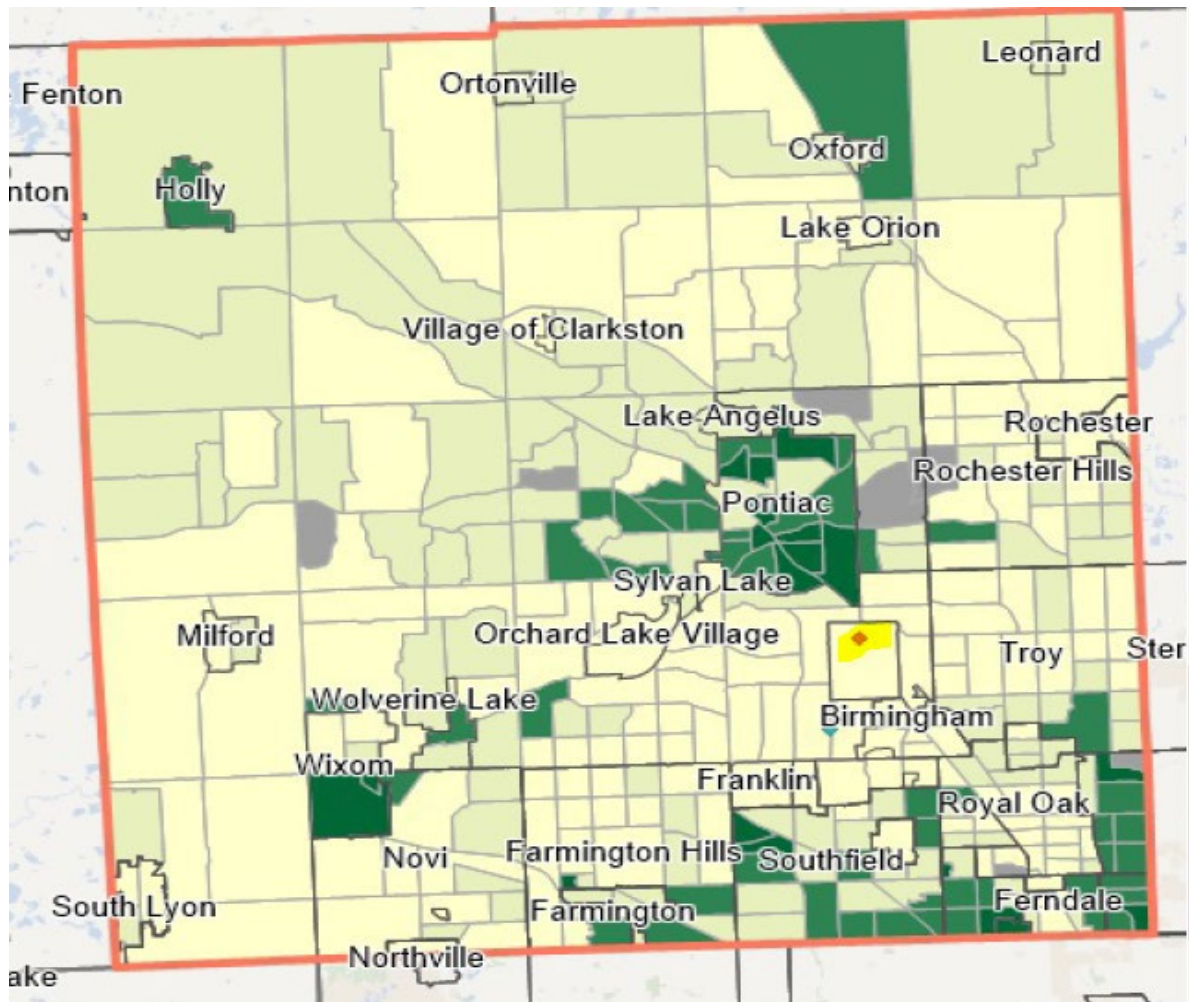 Leonard
Ortonville
Fenton
Oxford
Holly
nton
Lake Orion
Village of Clarkston
Lake Angelus
Rochester
Rochester Hills
Pontiac
Sylvan Lake
Milford
Orchard Lake Village
Troy
Ster
Wolverine Lake
Birmingham
Wixom
Franklin
Royal Oak
Novi
Farmington Hills
Southfield
South Lyon
Farmington
Ferndale
Northville
ake